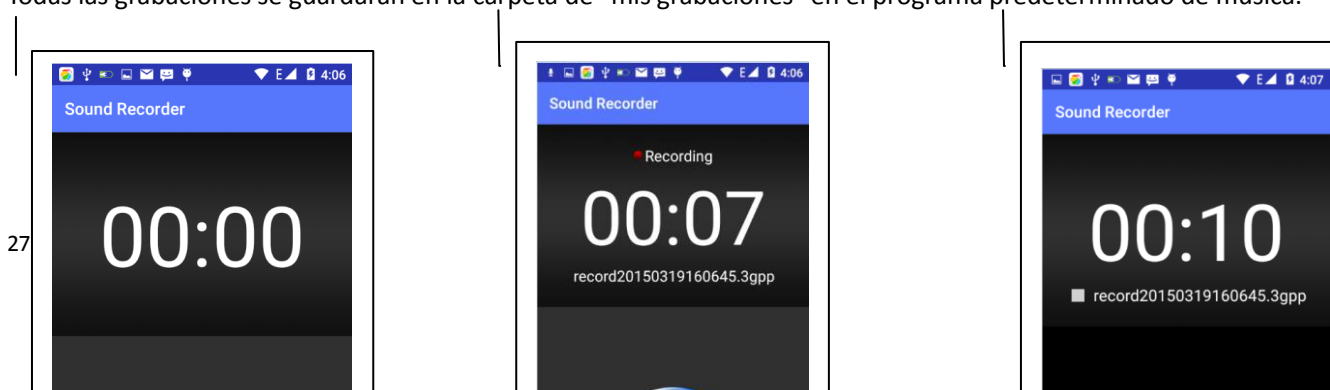 Todas las grabaciones se guardarán en la carpeta de "mis grabaciones" en el programa predeterminado de música.
27
4:06
Sound Recorder
00:00
4:06
Sound Recorder
Recording
00:07
record20150319160645.3gpp
4:07
Sound Recorder
00:10
record20150319160645.3gpp